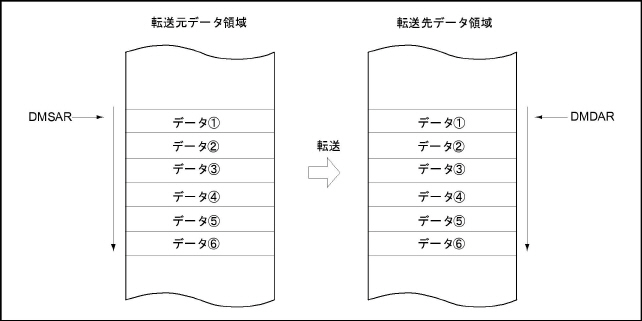 転送元データ領域
転送先データ領域
DMSAR
DMDAR
転送
データ①
データ②
データ③
データ④
データ⑤
データ⑥
データ①
データ②
データ③
データ④
データ⑤
データ⑥